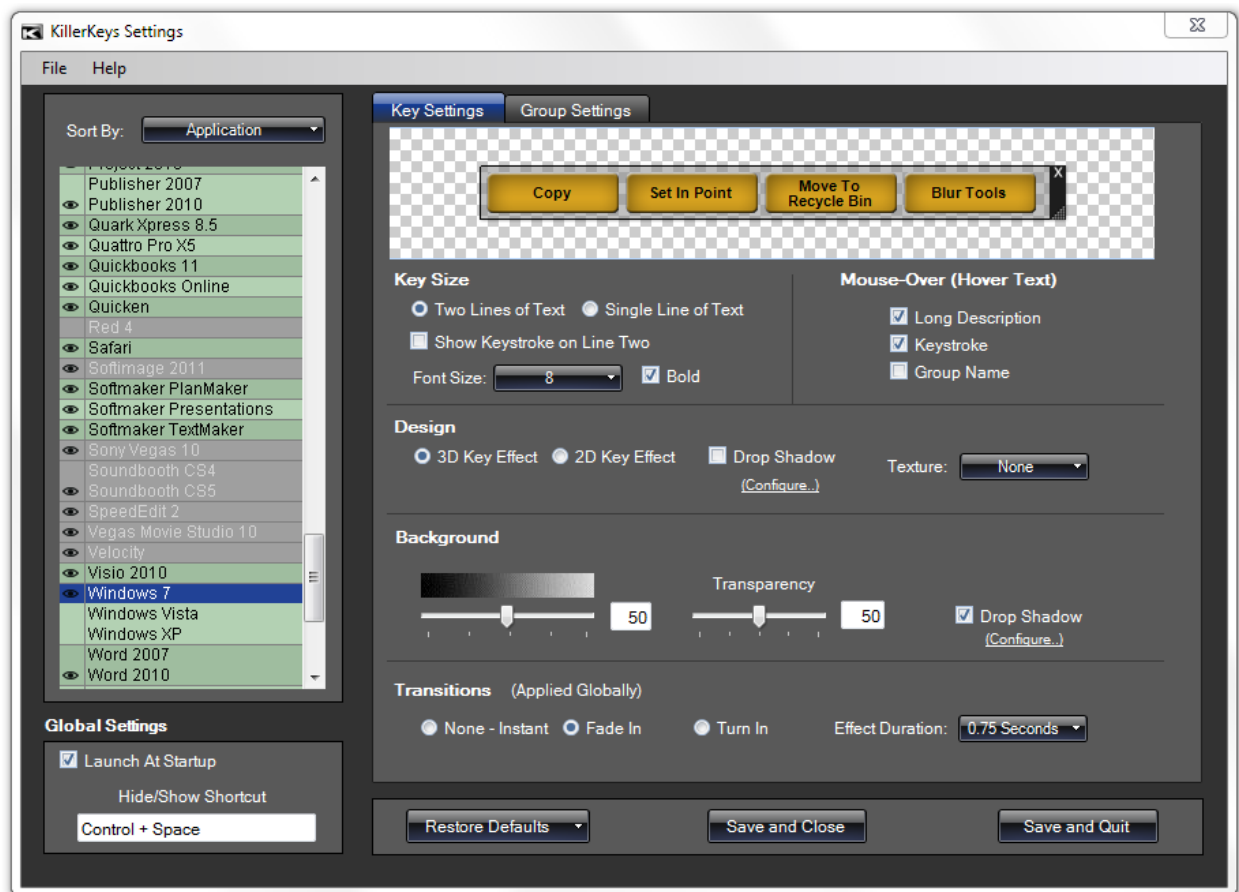 KillerKeys Settings
File Help
Sort By: Application
Project 2010
Publisher 2007
Publisher 2010
Quark Xpress 8.5
Quattro Pro X5
Quickbooks 11
Quickbooks Online
Quicken
Red 4
Safari
Softimage 2011
Softmaker PlanMaker
Softmaker Presentations
Softmaker TextMaker
Sony Vegas 10
Soundbooth CS4
Soundbooth CS5
SpeedEdit 2
Vegas Movie Studio 10
Velocity
Visio 2010
Windows 7
Windows Vista
Windows XP
Word 2007
Word 2010
Global Settings
Launch At Startup
Hide/Show Shortcut
Control + Space
Key Settings Group Settings
Copy
Set In Point
Move To
Recycle Bin
Blur Tools
X
Key Size
Two Lines of Text Single Line of Text
Show Keystroke on Line Two
Font Size: 8 Bold
Mouse-Over (Hover Text)
Long Description
Keystroke
Group Name
Design
3D Key Effect 2D Key Effect Drop Shadow Texture: None
(Configure..)
Background
Transparency
50 50 Drop Shadow
(Configure..)
Transitions (Applied Globally)
None - Instant Fade In Turn In Effect Duration: 0.75 Seconds
Restore Defaults Save and Close Save and Quit